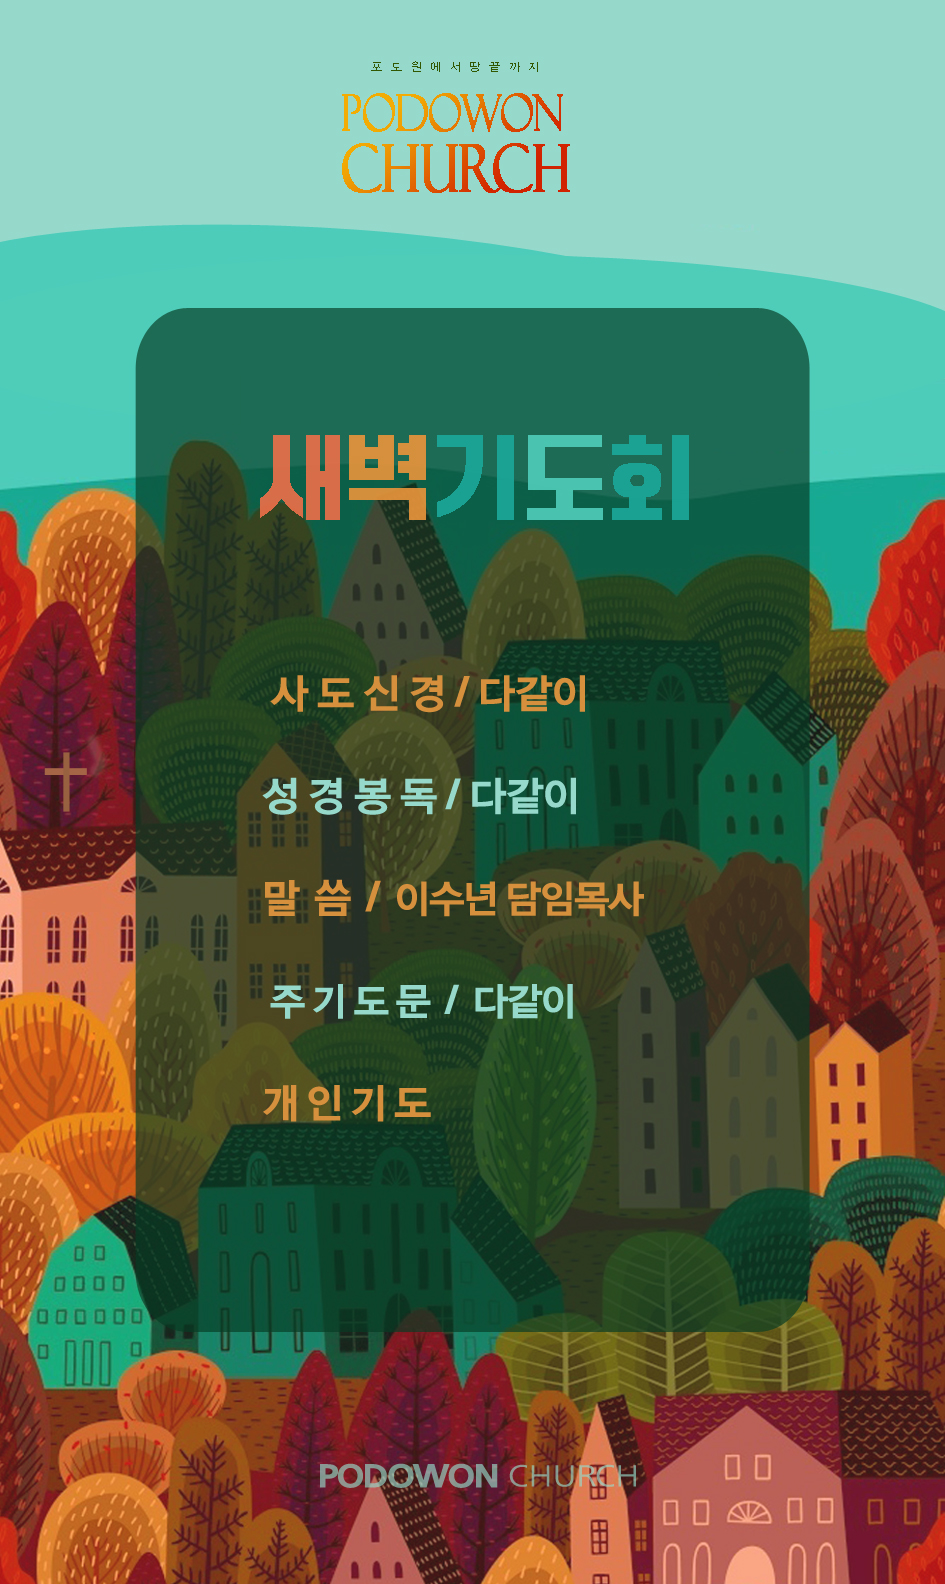 포도원에서땅끝까지
PODOWON
CHURCH
새벽기도회
사도신경 / 다같이
성경봉독 / 다같이
말씀 / 이수년 담임목사
주기도문 / 다같이
개인기도
PODOWON CHURCH